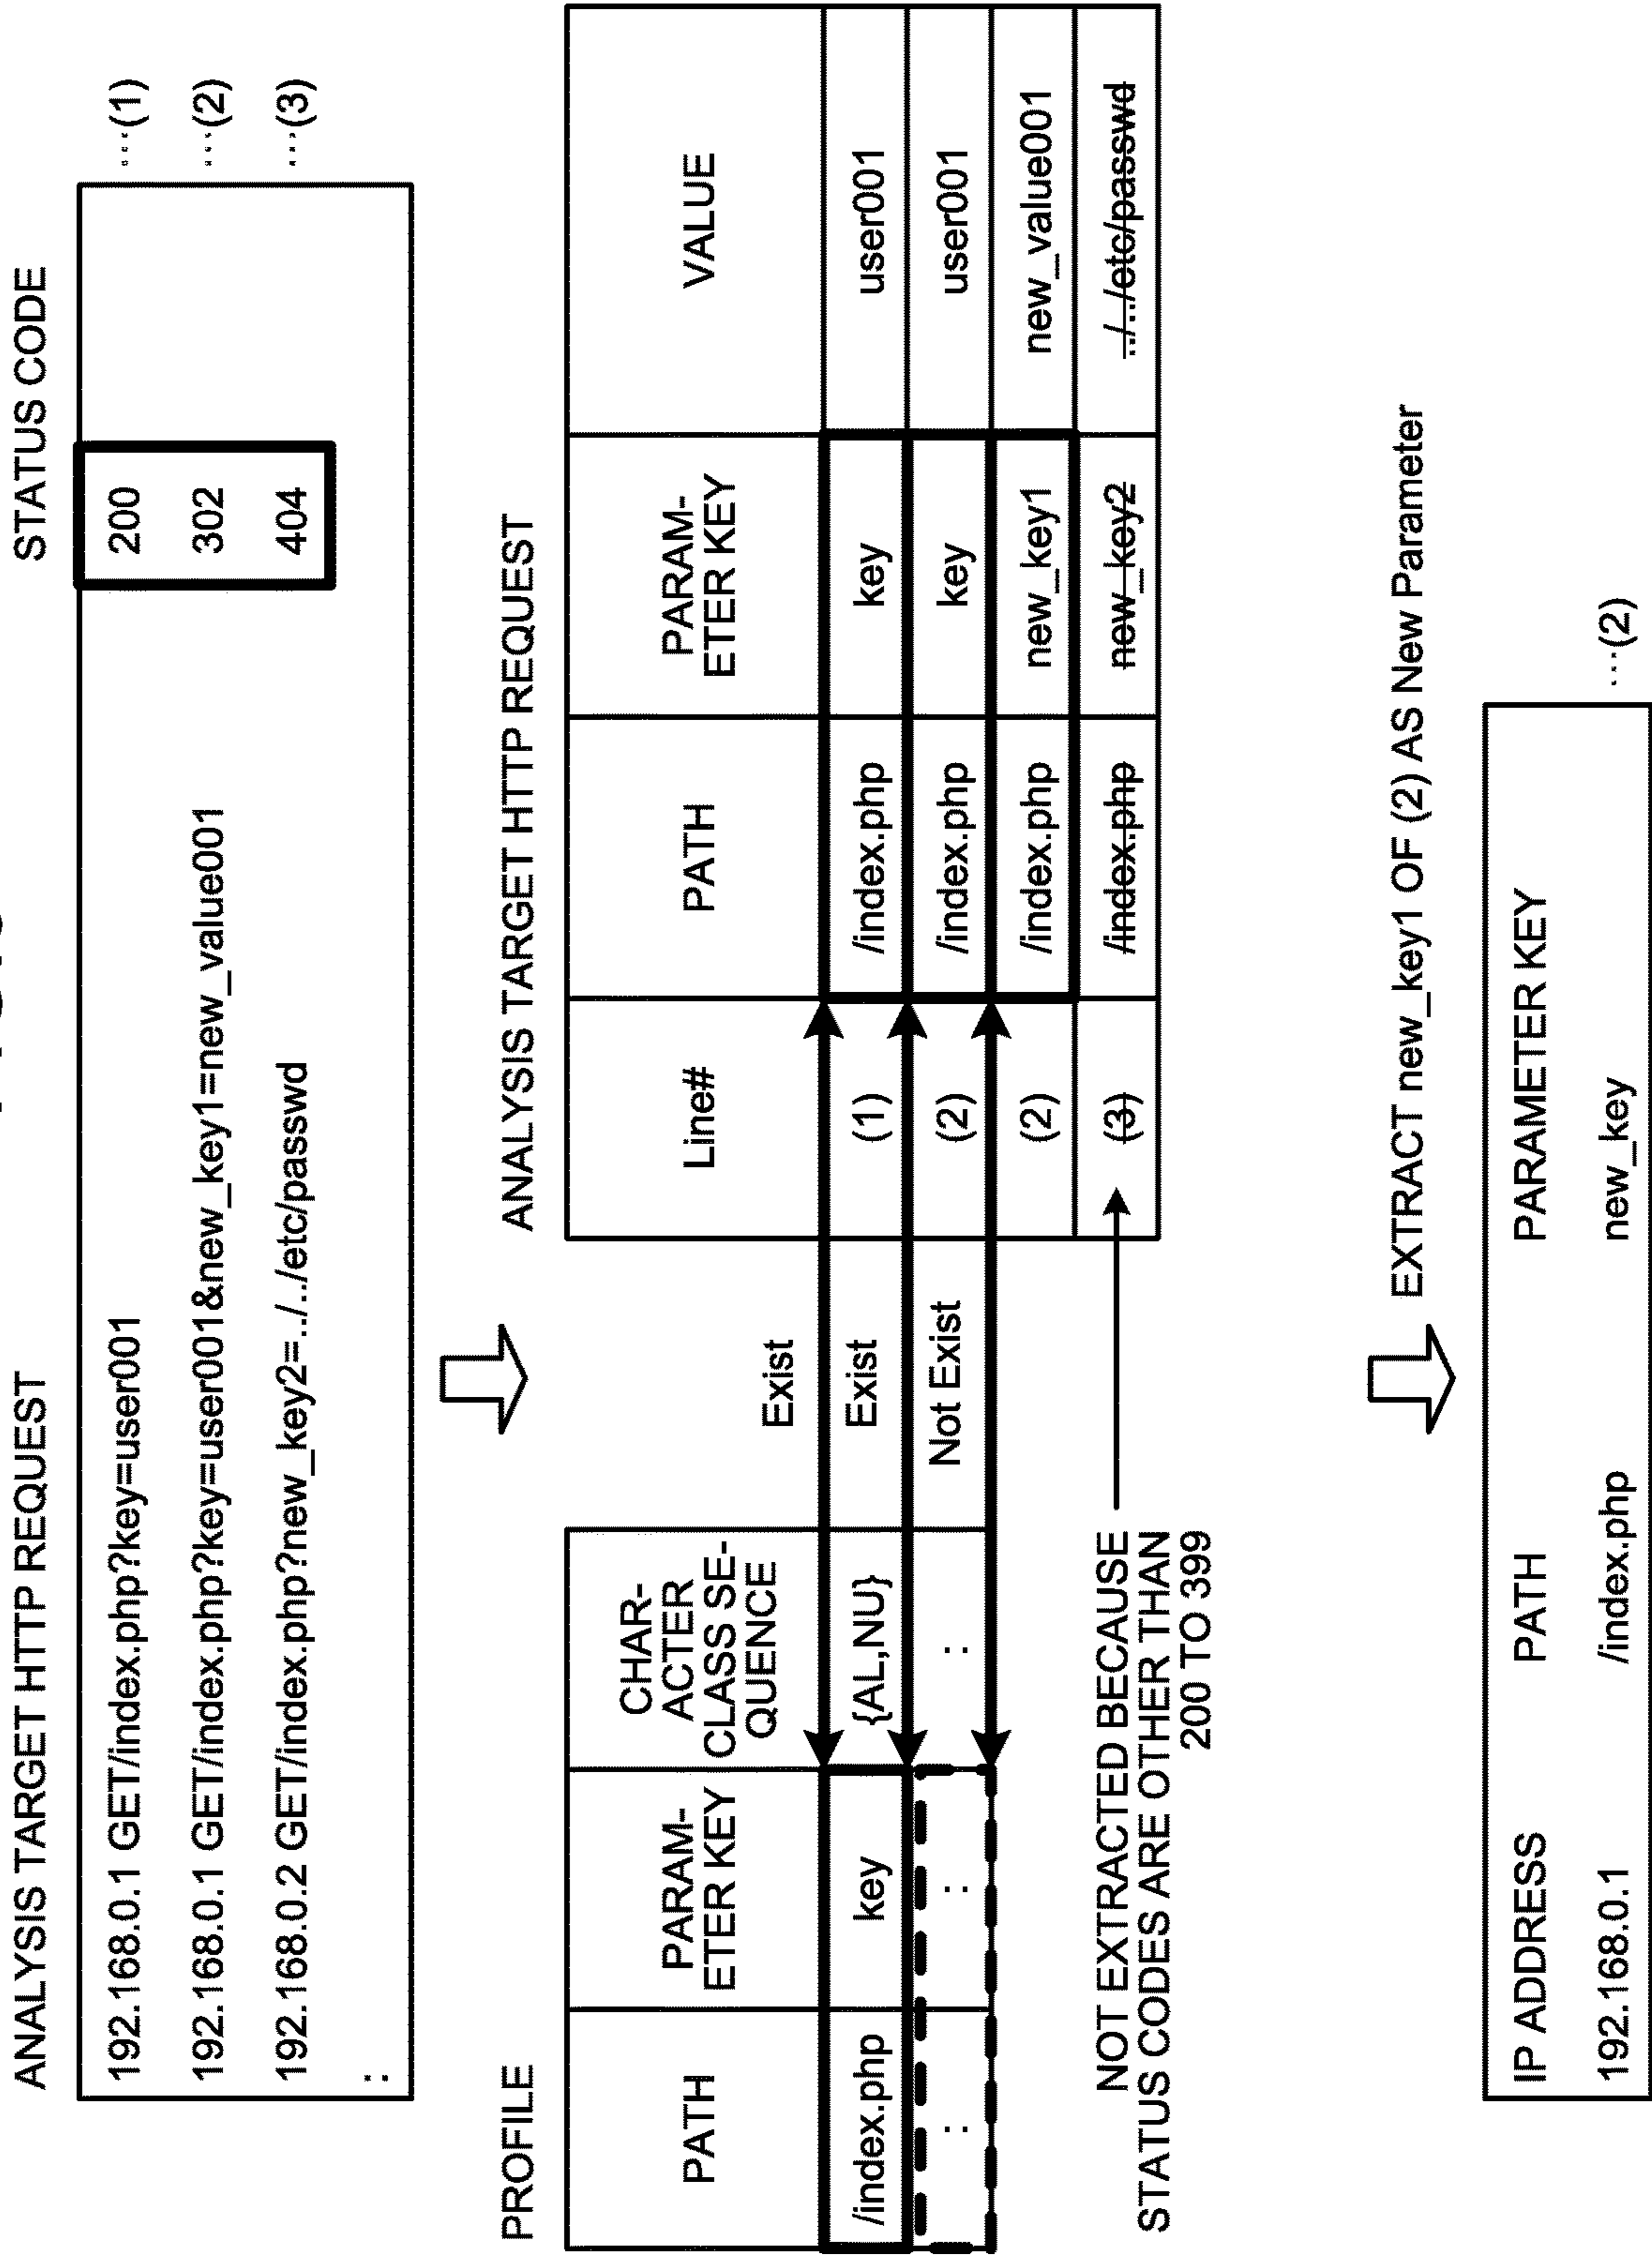 ANALYSIS TARGET HTTP REQUEST
STATUS CODE
192.168.0.1 GET/index.php?key=user001 200 …(1)
192.168.0.1 GET/index.php?key=user001&new_key1=new_value001 302 …(2)
192.168.0.2 GET/index.php?new_key2=../../etc/passwd 404 …(3)
:
PROFILE
PATH
PARAM-
ETER KEY
CHAR-
ACTER
CLASS SE-
QUENCE
/index.php key {AL,NU}
: : :
Exist
Exist
Not Exist
ANALYSIS TARGET HTTP REQUEST
Line#
PATH
PARAM-
ETER KEY
VALUE
(1) /index.php key user001
(2) /index.php key user001
(2) /index.php new_key1 new_value001
(3) /index.php new_key2 ../../etc/passwd
NOT EXTRACTED BECAUSE
STATUS CODES ARE OTHER THAN
200 TO 399
EXTRACT new_key1 OF (2) AS New Parameter
IP ADDRESS PATH PARAMETER KEY
192.168.0.1 /index.php new_key …(2)